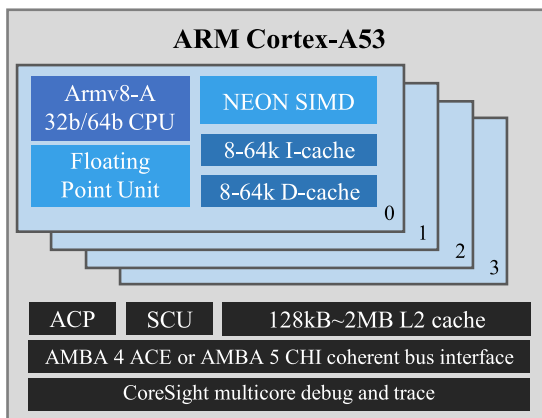 ARM Cortex-A53
Armv8-A
32b/64b CPU
NEON SIMD
Floating
Point Unit
8-64k I-cache
8-64k D-cache
0
1
2
3
ACP
SCU
128kB~2MB L2 cache
AMBA 4 ACE or AMBA 5 CHI coherent bus interface
CoreSight multicore debug and trace